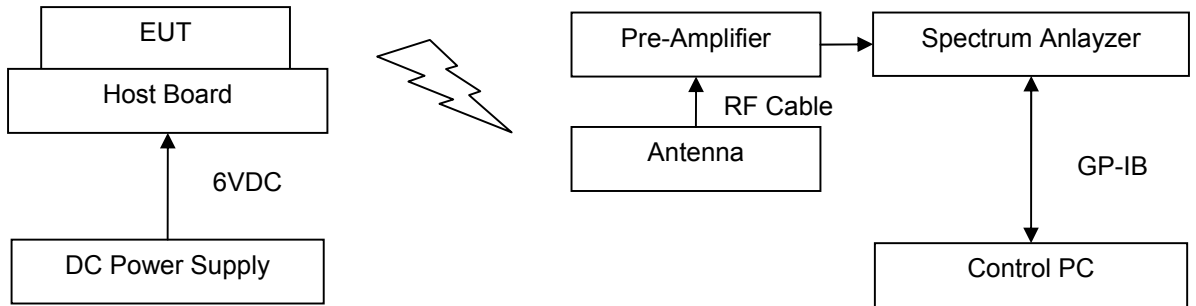 EUT
Host Board
6VDC
DC Power Supply
Pre-Amplifier
Spectrum Anlayzer
RF Cable
Antenna
GP-IB
Control PC